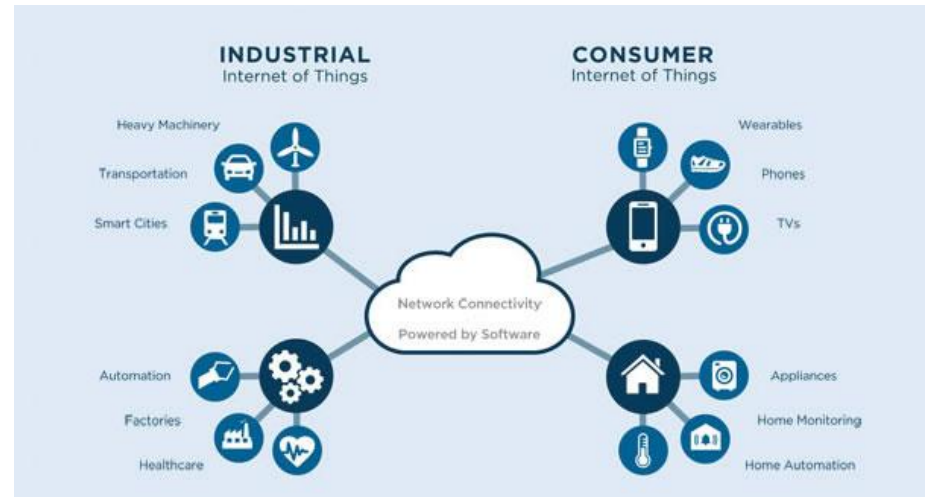 INDUSTRIAL
Internet of Things
CONSUMER
Internet of Things
Heavy Machinery
Transportation
Smart Cities
Wearables
Phones
TVs
Network Connectivity
Powered by Software
Automation
Factories
Healthcare
Appliances
Home Monitoring
Home Automation